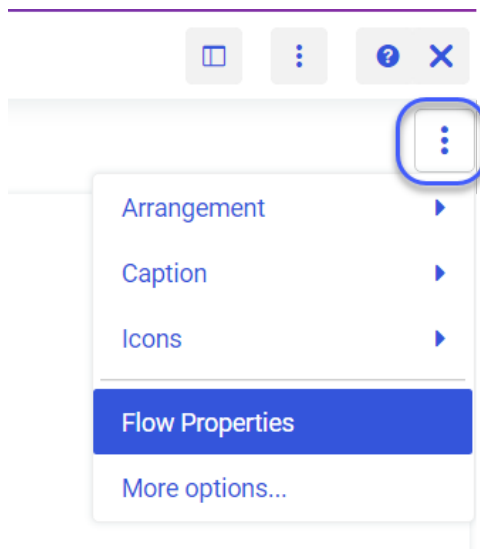 Arrangement
Caption
Icons
Flow Properties
More options...